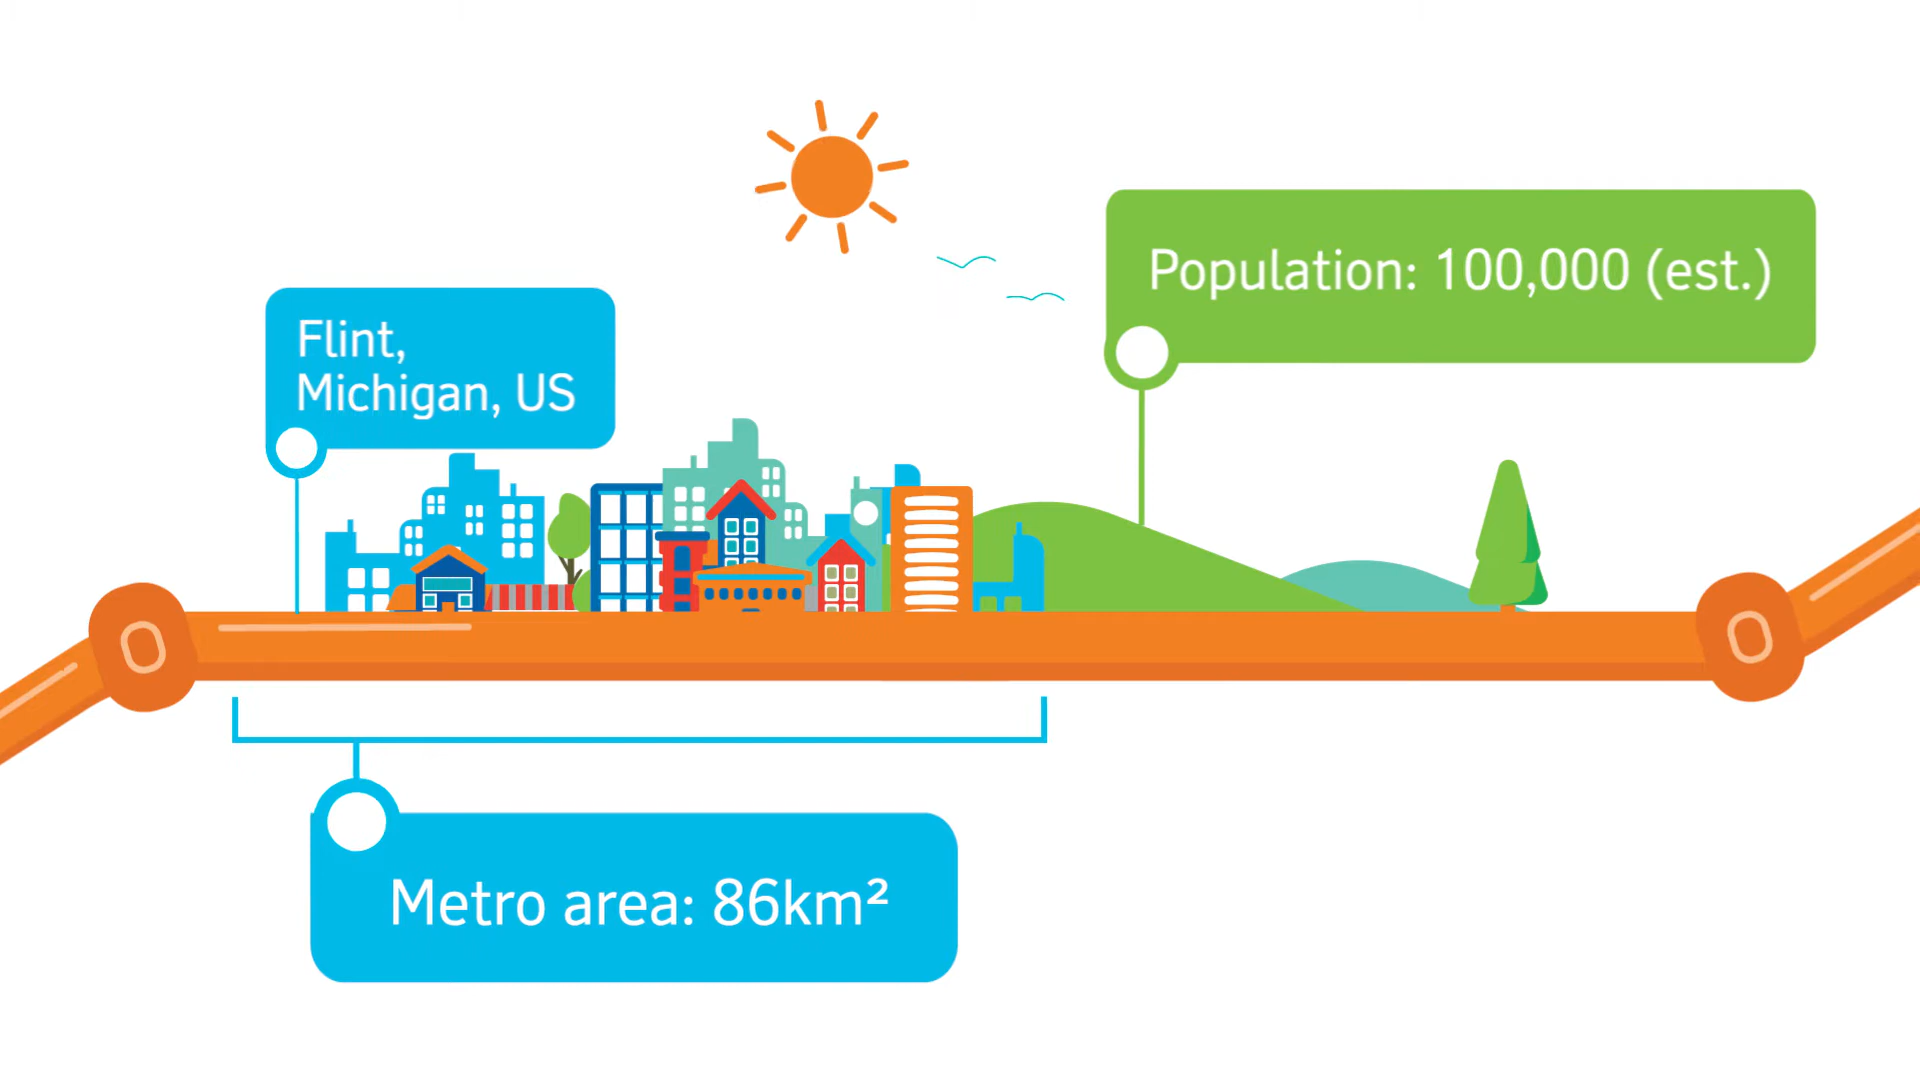 Flint,
Michigan, US
Population: 100,000 (est.)
Metro area: 86km²